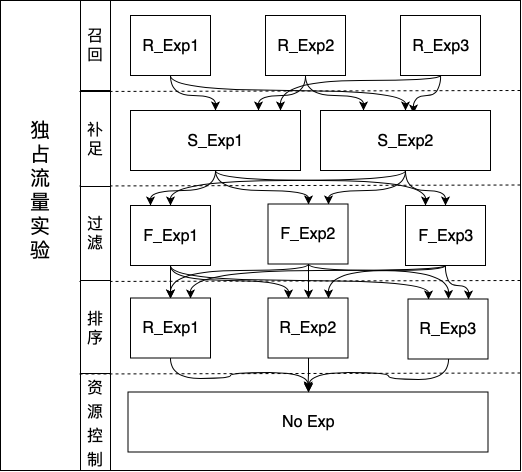 独占流量实验
召回
R_Exp1
R_Exp2
R_Exp3
补足
S_Exp1
S_Exp2
过滤
F_Exp1
F_Exp2
F_Exp3
排序
R_Exp1
R_Exp2
R_Exp3
资源控制
No Exp